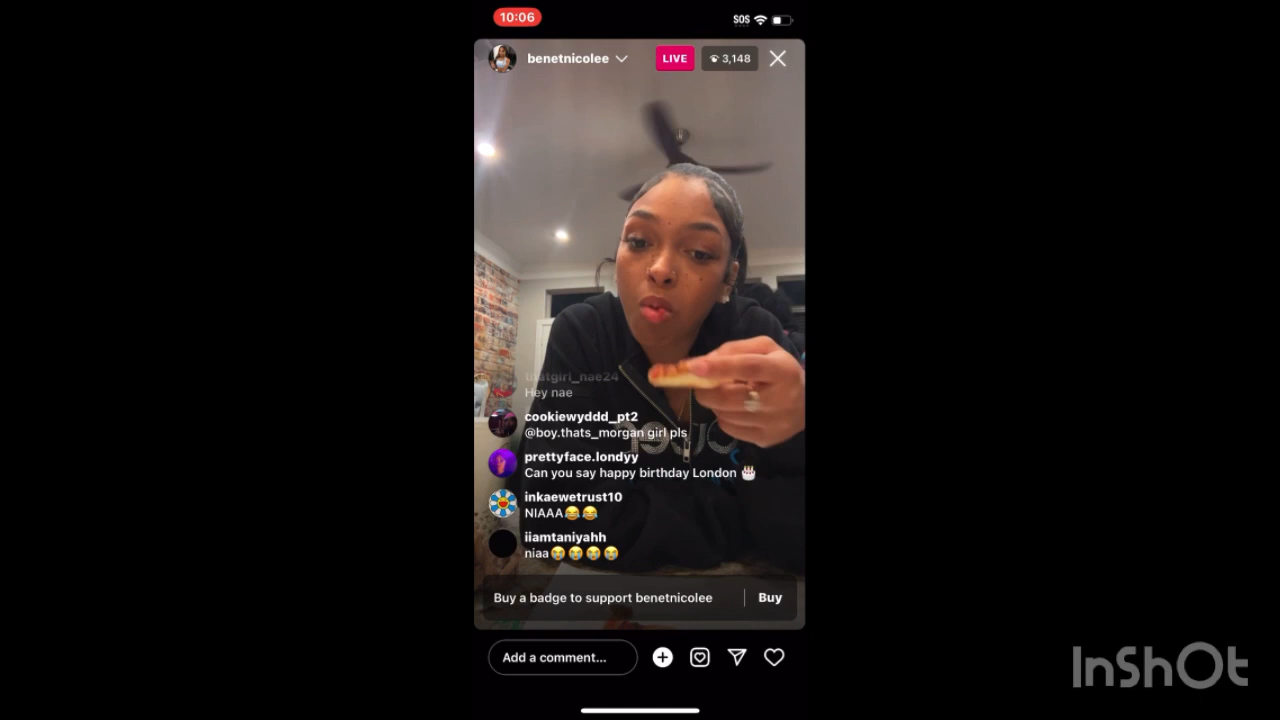 10:06
SOS
benetnicolee
LIVE
3,148
thatgirl_nae24
Hey nae
cookiewyddd_pt2
@boy.thats_morgan girl pls
prettyface.londyy
Can you say happy birthday London 🎂
inkaewetrust10
NIAAA😂😂
iiamtaniyahh
niaa😭😭😭😭
Buy a badge to support benetnicolee
Buy
Add a comment...
InShOt